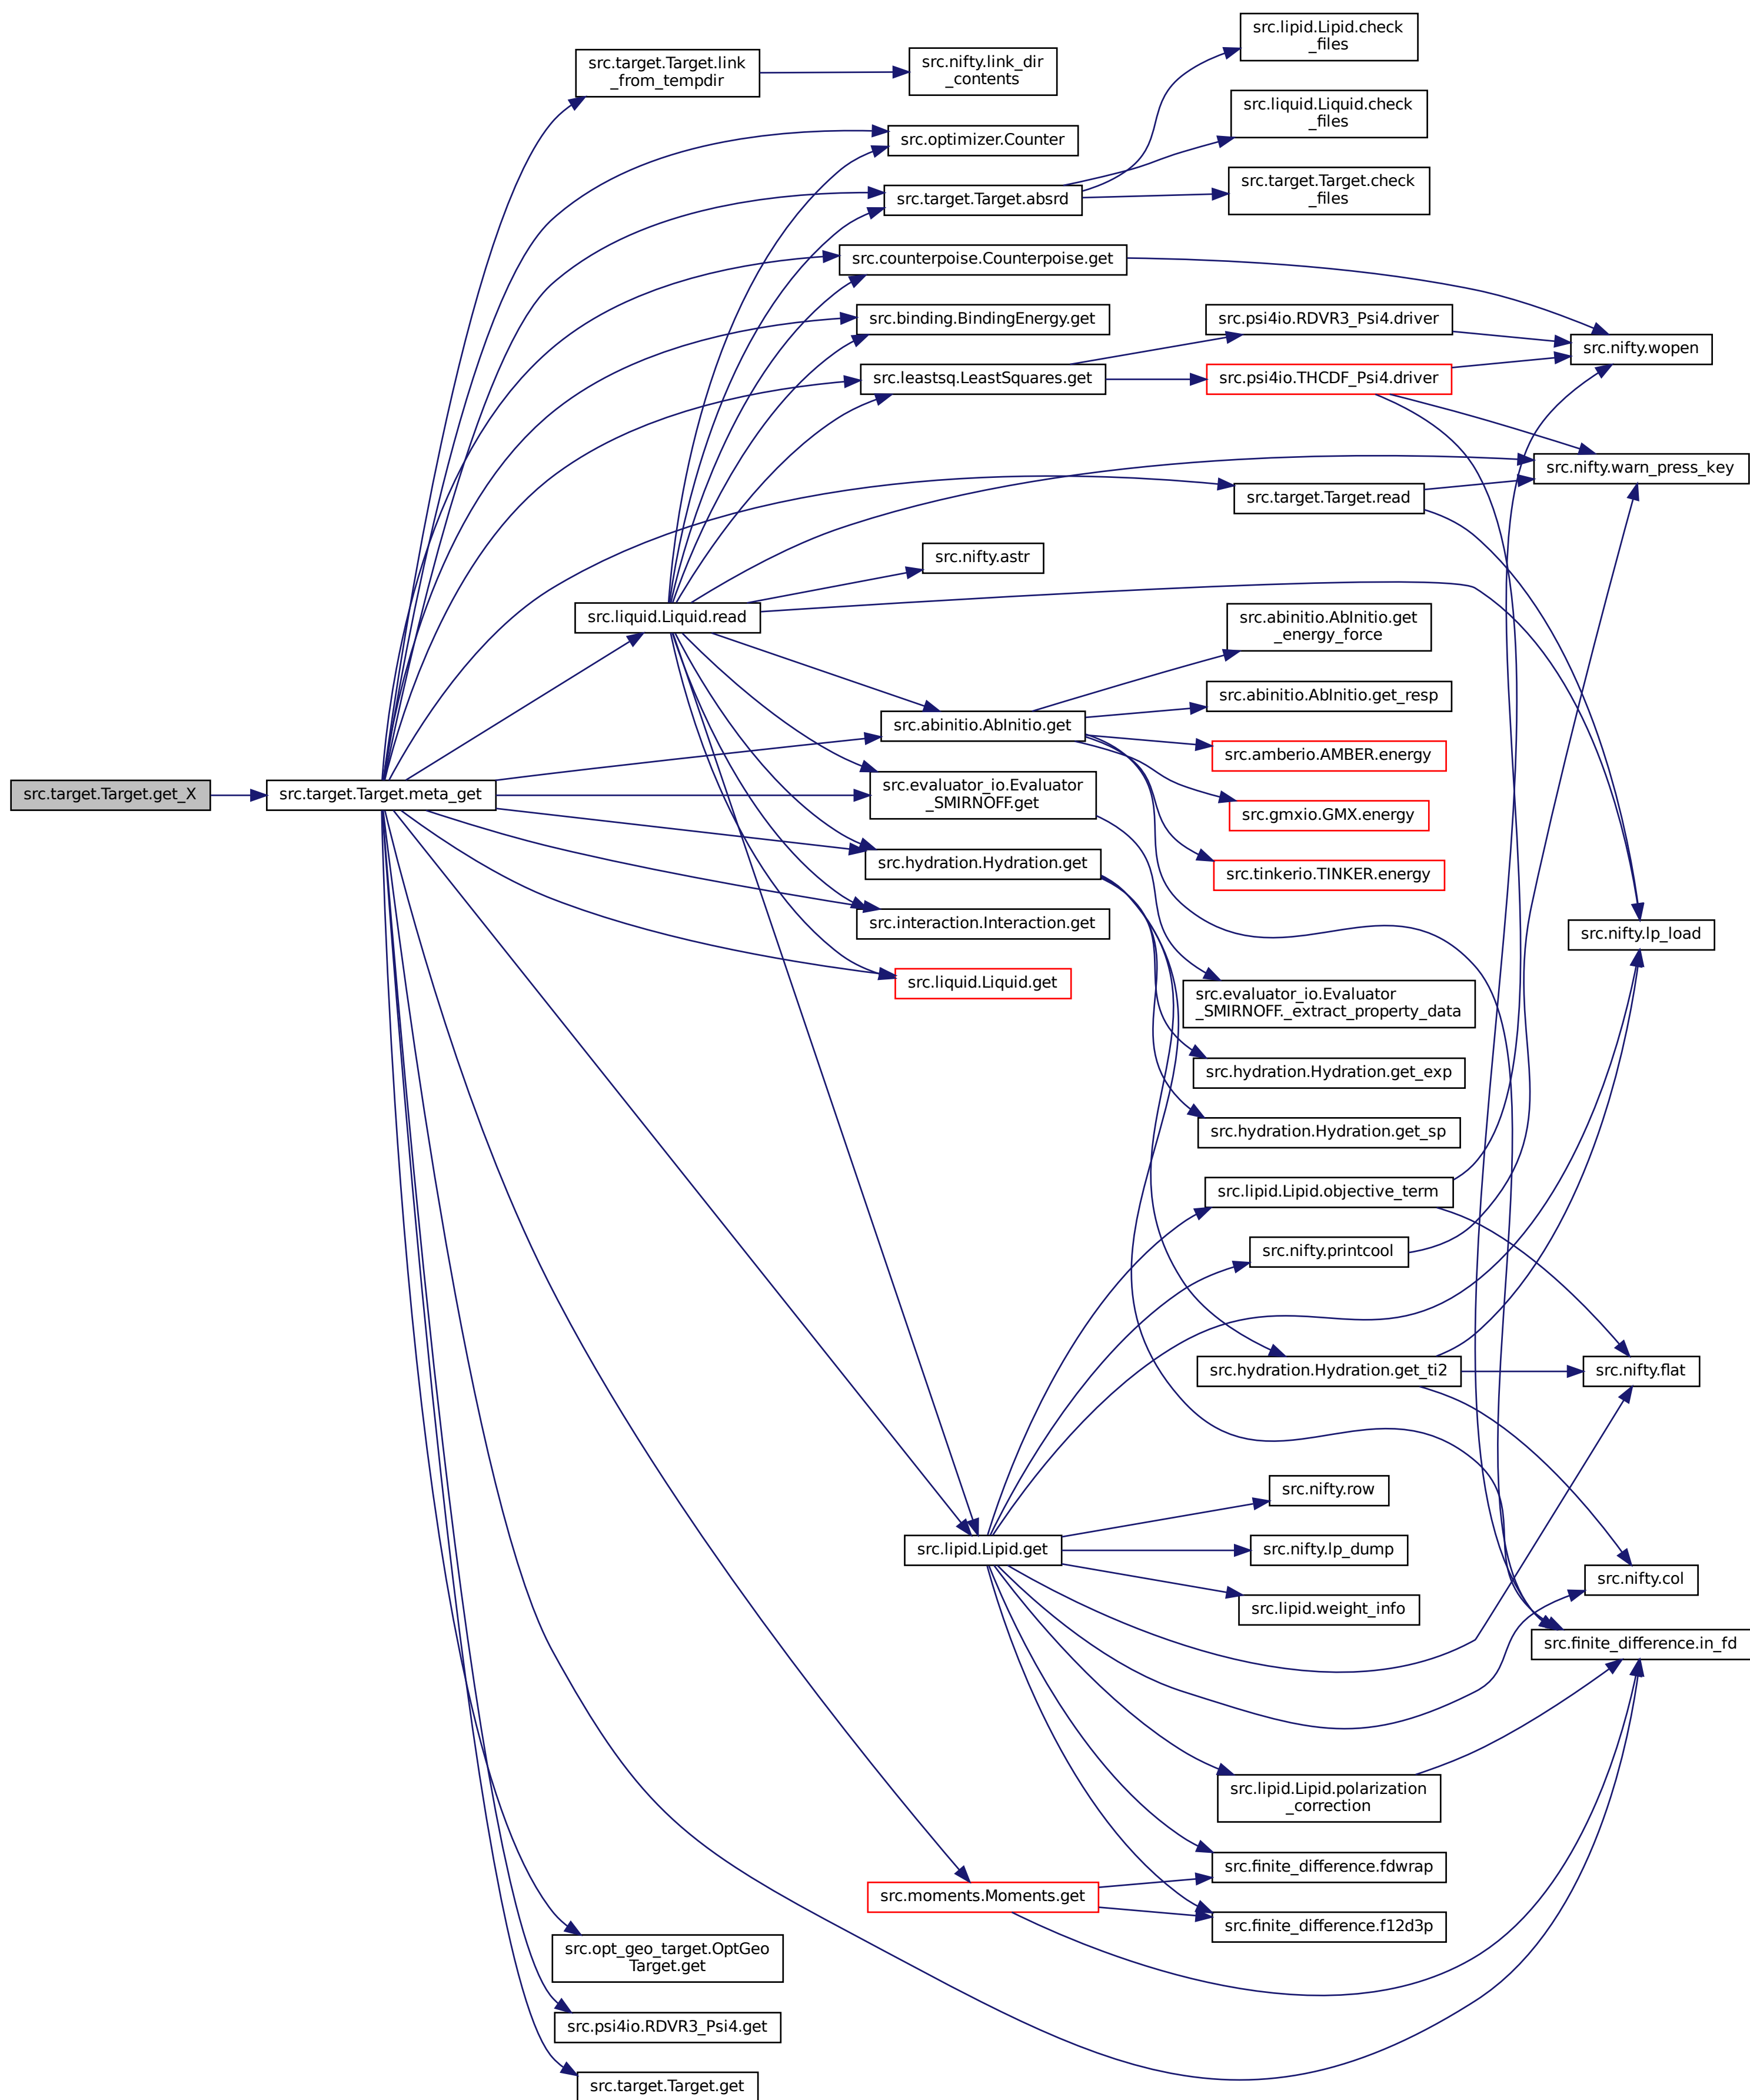 src.lipid.Lipid.check
_files
src.target.Target.link
_from_tempdir
src.nifty.link_dir
_contents
src.liquid.Liquid.check
_files
src.optimizer.Counter
src.target.Target.absrd
src.target.Target.check
_files
src.counterpoise.Counterpoise.get
src.binding.BindingEnergy.get
src.psi4io.RDVR3_Psi4.driver
src.nifty.wopen
src.leastsq.LeastSquares.get
src.psi4io.THCDF_Psi4.driver
src.nifty.warn_press_key
src.target.Target.read
src.nifty.astr
src.liquid.Liquid.read
src.abinitio.AbInitio.get
_energy_force
src.abinitio.AbInitio.get_resp
src.abinitio.AbInitio.get
src.amberio.AMBER.energy
src.target.Target.get_X
src.target.Target.meta_get
src.evaluator_io.Evaluator
_SMIRNOFF.get
src.gmxio.GMX.energy
src.hydration.Hydration.get
src.tinkerio.TINKER.energy
src.interaction.Interaction.get
src.nifty.lp_load
src.liquid.Liquid.get
src.evaluator_io.Evaluator
_SMIRNOFF._extract_property_data
src.hydration.Hydration.get_exp
src.hydration.Hydration.get_sp
src.lipid.Lipid.objective_term
src.nifty.printcool
src.hydration.Hydration.get_ti2
src.nifty.flat
src.nifty.row
src.lipid.Lipid.get
src.nifty.lp_dump
src.nifty.col
src.lipid.weight_info
src.finite_difference.in_fd
src.lipid.Lipid.polarization
_correction
src.finite_difference.fdwrap
src.moments.Moments.get
src.finite_difference.f12d3p
src.opt_geo_target.OptGeo
Target.get
src.psi4io.RDVR3_Psi4.get
src.target.Target.get